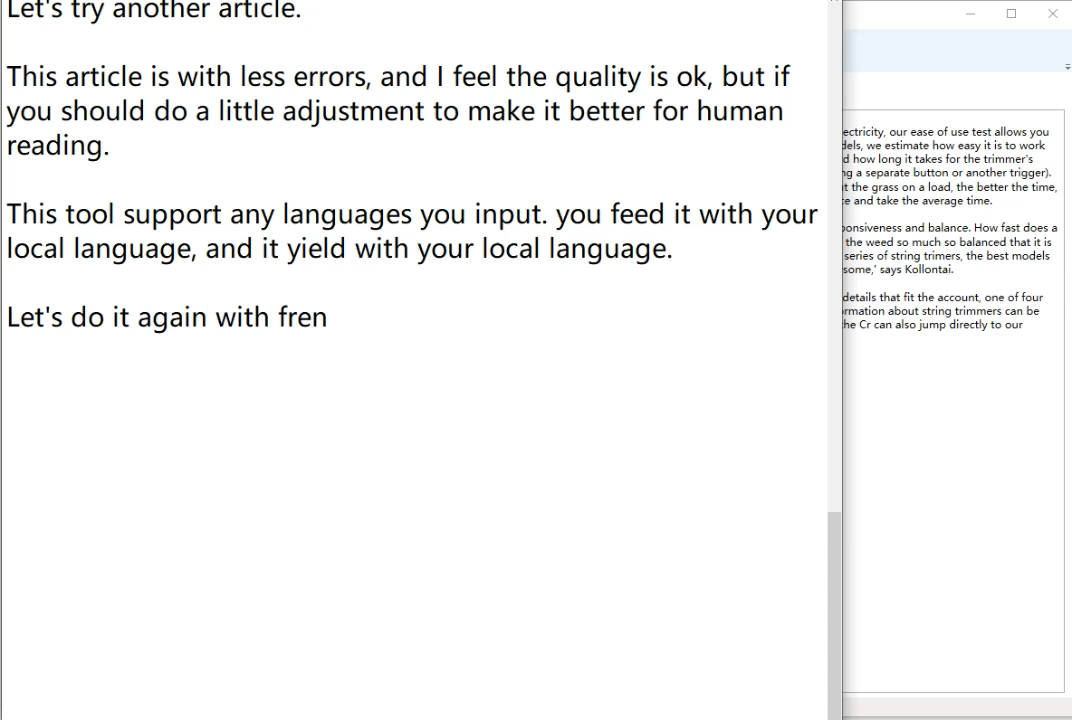 Let's try another article.
This article is with less errors, and I feel the quality is ok, but if
you should do a little adjustment to make it better for human
reading.
This tool support any languages you input. you feed it with your
local language, and it yield with your local language.
Let's do it again with fren
ectricity, our ease of use test allows you
dels, we estimate how easy it is to work
d how long it takes for the trimmer's
ng a separate button or another trigger).
t the grass on a load, the better the time,
e and take the average time.
onsiveness and balance. How fast does a
the weed so much so balanced that it is
series of string trimers, the best models
some,' says Kollontai.
details that fit the account, one of four
rmation about string trimmers can be
he Cr can also jump directly to our